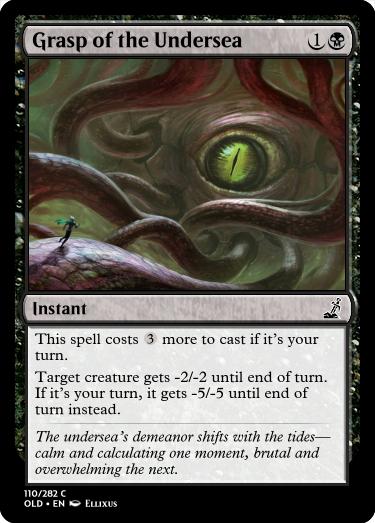 Grasp of the Undersea 1
Instant
This spell costs 3 more to cast if it's your
turn.
Target creature gets -2/-2 until end of turn.
If it's your turn, it gets -5/-5 until end of
turn instead.
The undersea's demeanor shifts with the tides—
calm and calculating one moment, brutal and
overwhelming the next.
110/282 C
OLD • EN Ellixus